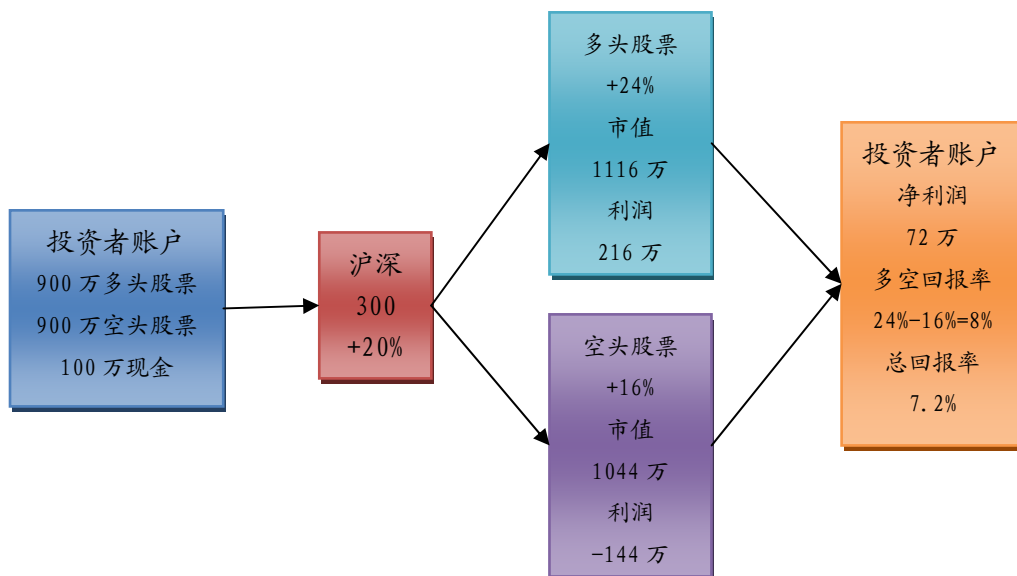 投资者账户
900 万多头股票
900 万空头股票
100 万现金
沪深
300
+20%
多头股票
+24%
市值
1116 万
利润
216 万
空头股票
+16%
市值
1044 万
利润
-144 万
投资者账户
净利润
72 万
多空回报率
24%-16%=8%
总回报率
7.2%